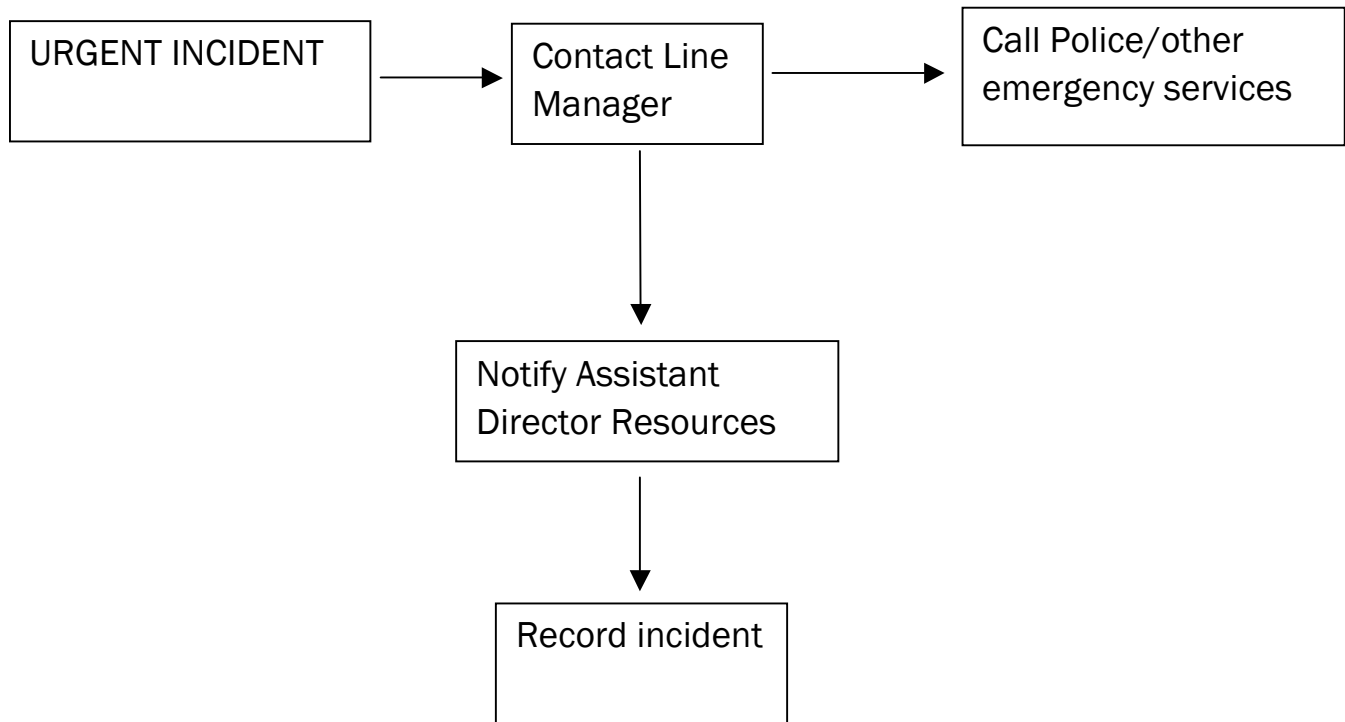 URGENT INCIDENT
Contact Line
Manager
Call Police/other
emergency services
Notify Assistant
Director Resources
Record incident